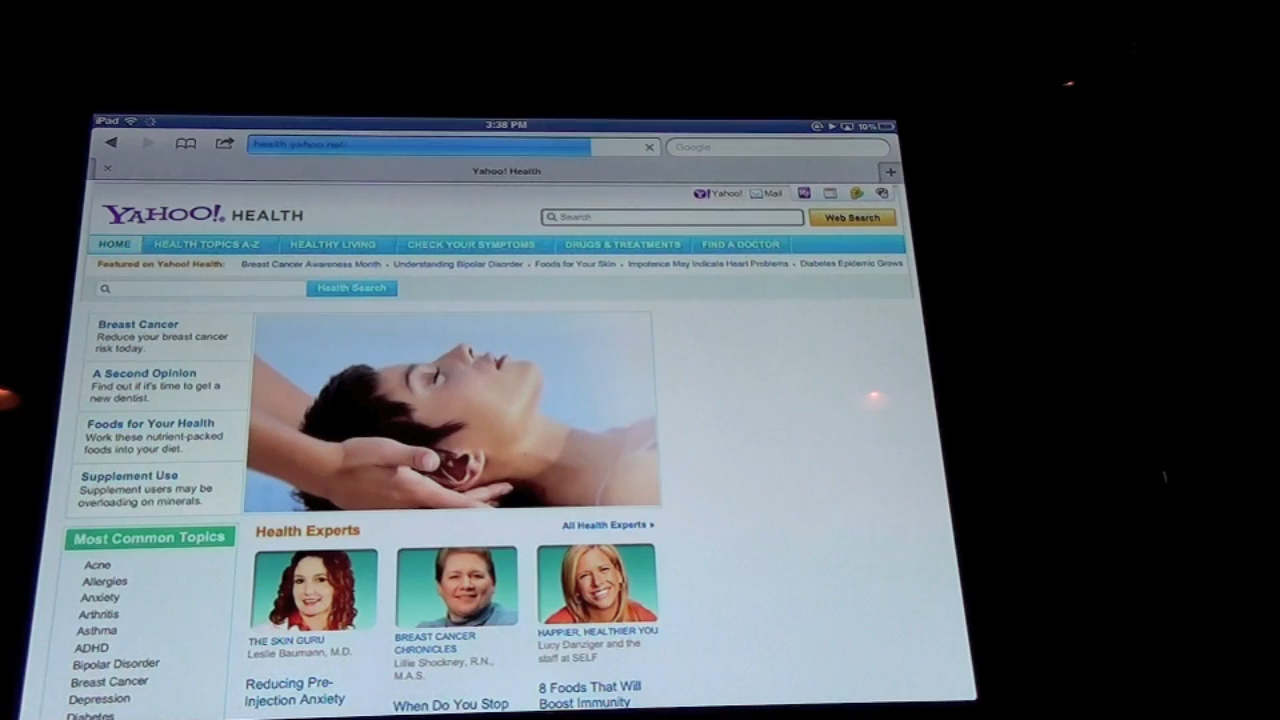 iPad 3:38 PM 10%
health.yahoo.net/ Google
Yahoo! Health
Yahoo! Mail
YAHOO! HEALTH Search Web Search
HOME HEALTH TOPICS A-Z HEALTHY LIVING CHECK YOUR SYMPTOMS DRUGS & TREATMENTS FIND A DOCTOR
Featured on Yahoo! Health: Breast Cancer Awareness Month • Understanding Bipolar Disorder • Foods for Your Skin • Impotence May Indicate Heart Problems • Diabetes Epidemic Grows
Health Search
Breast Cancer
Reduce your breast cancer
risk today.
A Second Opinion
Find out if it's time to get a
new dentist.
Foods for Your Health
Work these nutrient-packed
foods into your diet.
Supplement Use
Supplement users may be
overloading on minerals.
Most Common Topics
Acne
Allergies
Anxiety
Arthritis
Asthma
ADHD
Bipolar Disorder
Breast Cancer
Depression
Diabetes
Health Experts All Health Experts
THE SKIN GURU
Leslie Baumann, M.D.
Reducing Pre-
Injection Anxiety
BREAST CANCER
CHRONICLES
Lillie Shockney, R.N.,
M.A.S.
When Do You Stop
HAPPIER, HEALTHIER YOU
Lucy Danziger and the
staff at SELF
8 Foods That Will
Boost Immunity